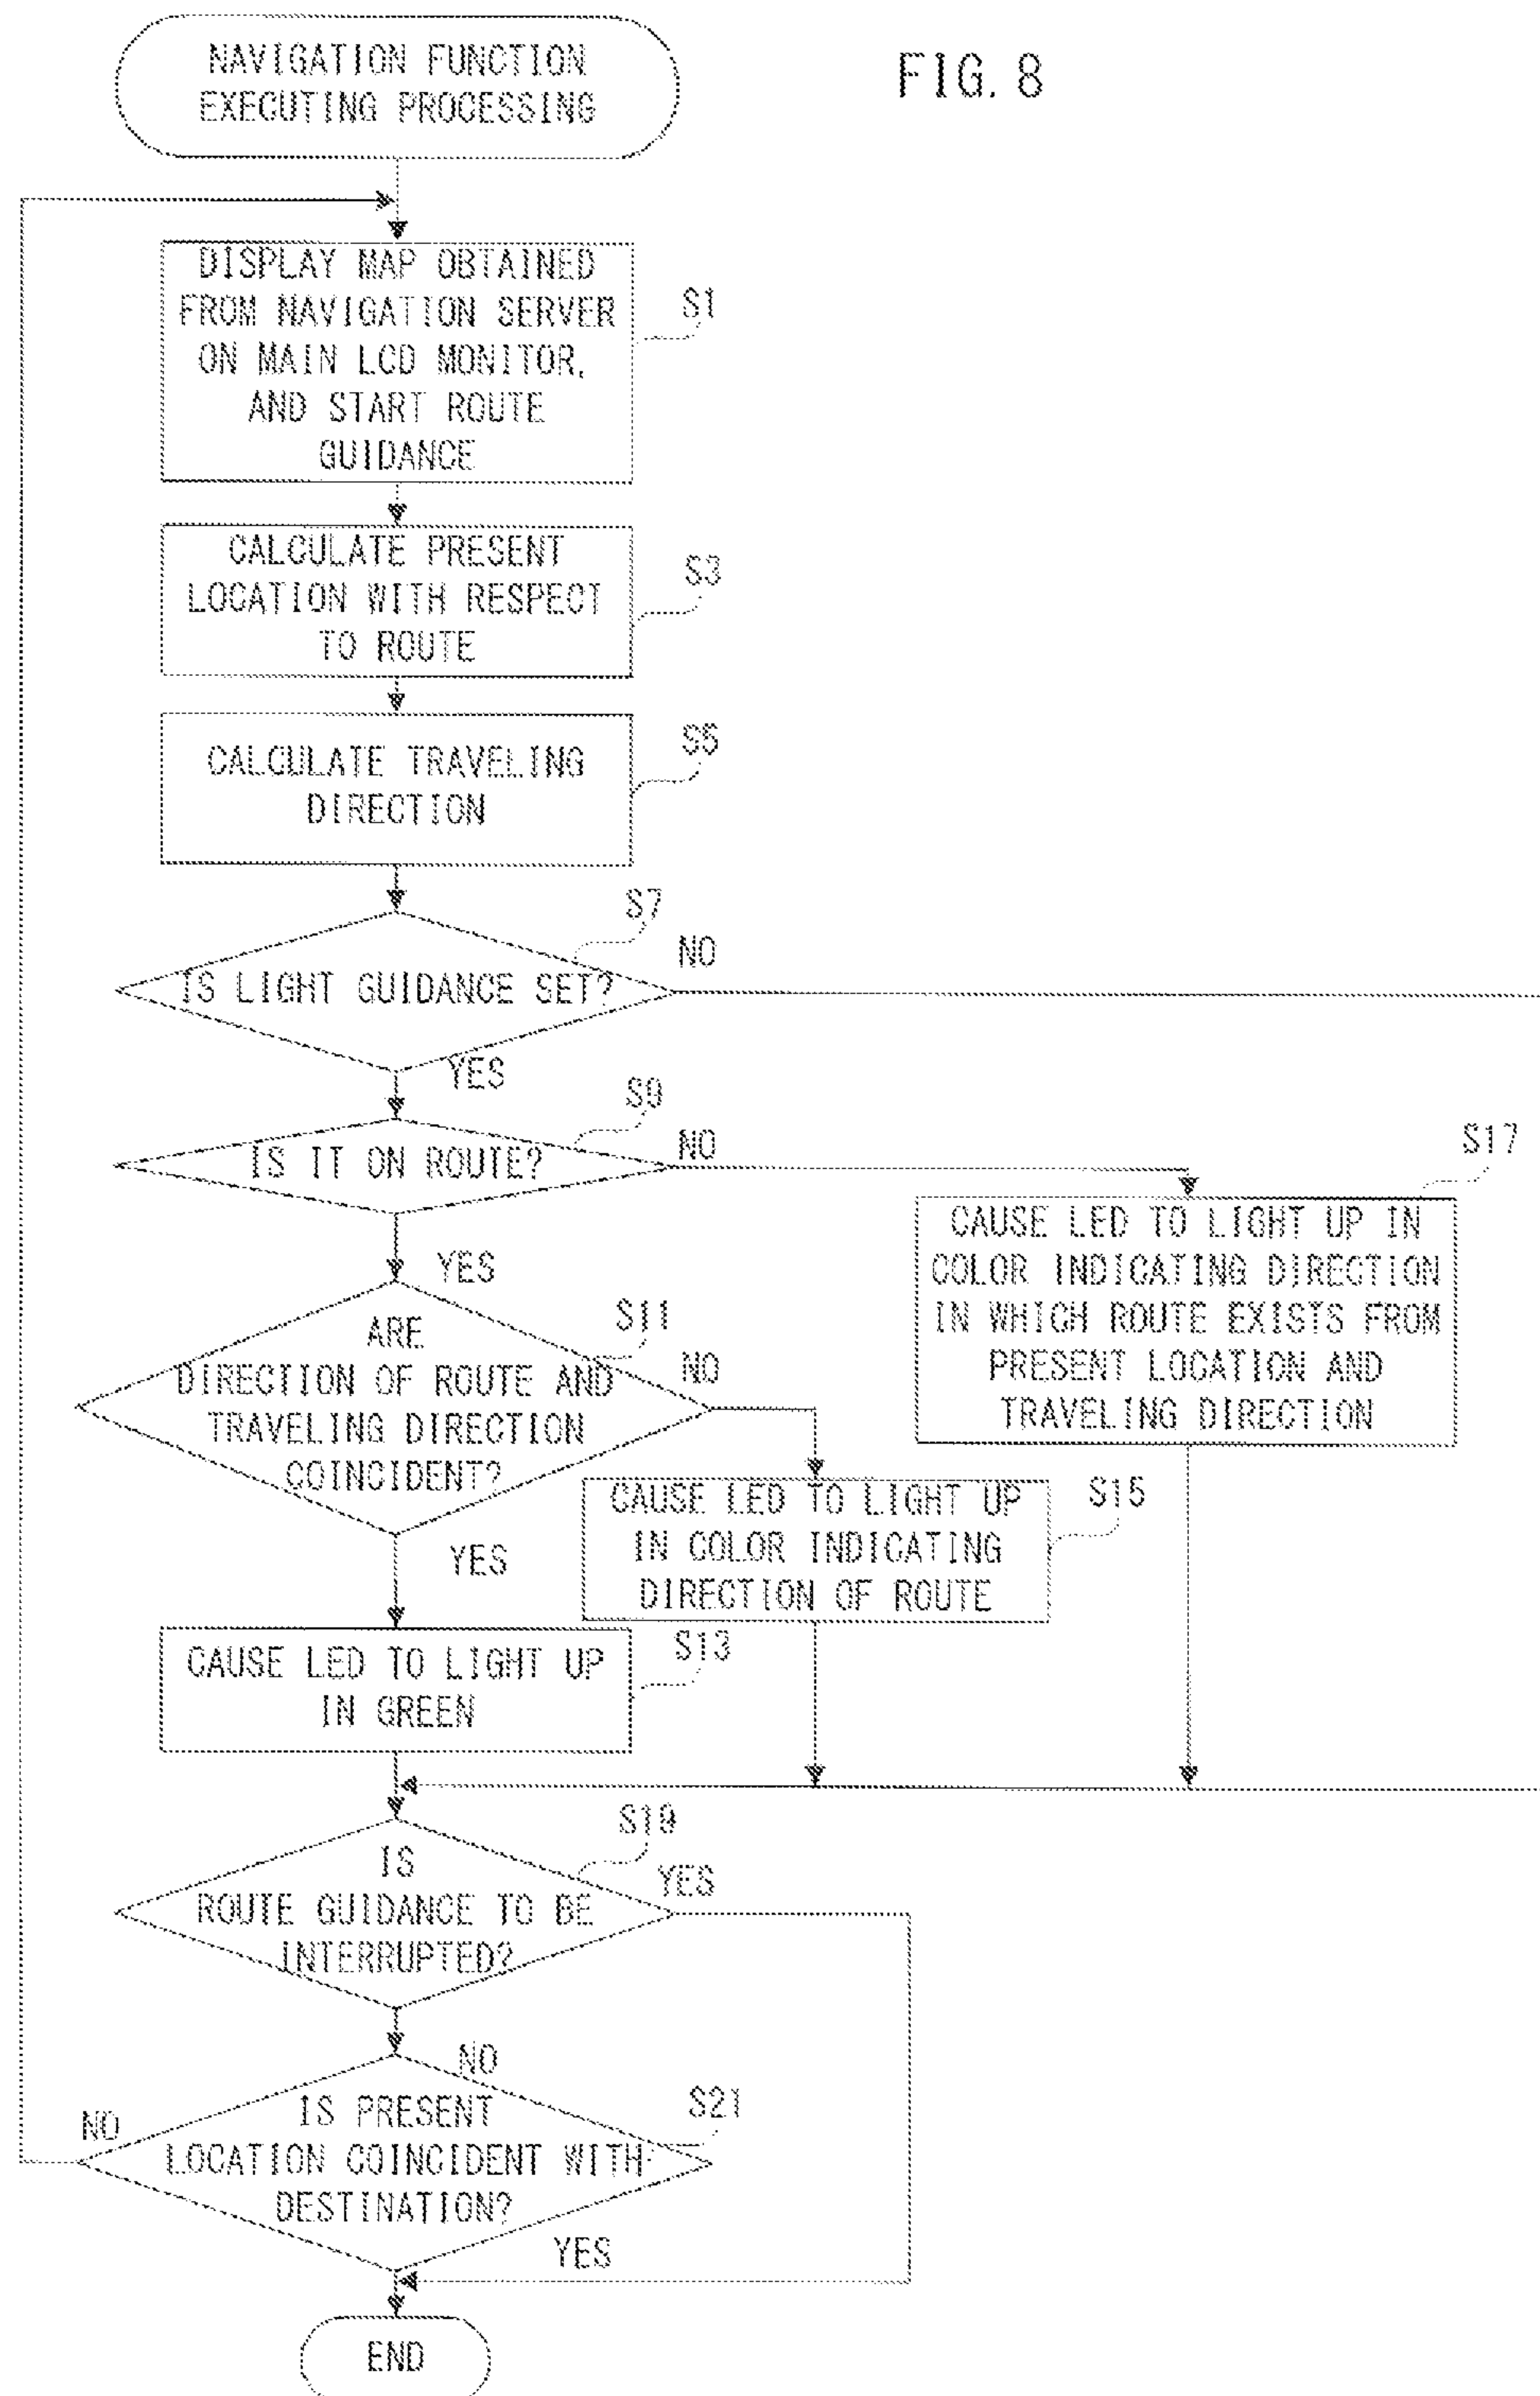 FIG. 8
NAVIGATION FUNCTION
EXECUTING PROCESSING
DISPLAY MAP OBTAINED
FROM NAVIGATION SERVER
ON MAIN LCD MONITOR,
AND START ROUTE
GUIDANCE
S1
CALCULATE PRESENT
LOCATION WITH RESPECT
TO ROUTE
S3
CALCULATE TRAVELING
DIRECTION
S5
S7
IS LIGHT GUIDANCE SET?
NO
YES
S9
IS IT ON ROUTE?
NO
YES
S17
CAUSE LED TO LIGHT UP IN
COLOR INDICATING DIRECTION
IN WHICH ROUTE EXISTS FROM
PRESENT LOCATION AND
TRAVELING DIRECTION
S11
ARE
DIRECTION OF ROUTE AND
TRAVELING DIRECTION
COINCIDENT?
NO
YES
S15
CAUSE LED TO LIGHT UP
IN COLOR INDICATING
DIRECTION OF ROUTE
S13
CAUSE LED TO LIGHT UP
IN GREEN
S19
IS
ROUTE GUIDANCE TO BE
INTERRUPTED?
YES
NO
S21
IS PRESENT
LOCATION COINCIDENT WITH
DESTINATION?
NO
YES
END